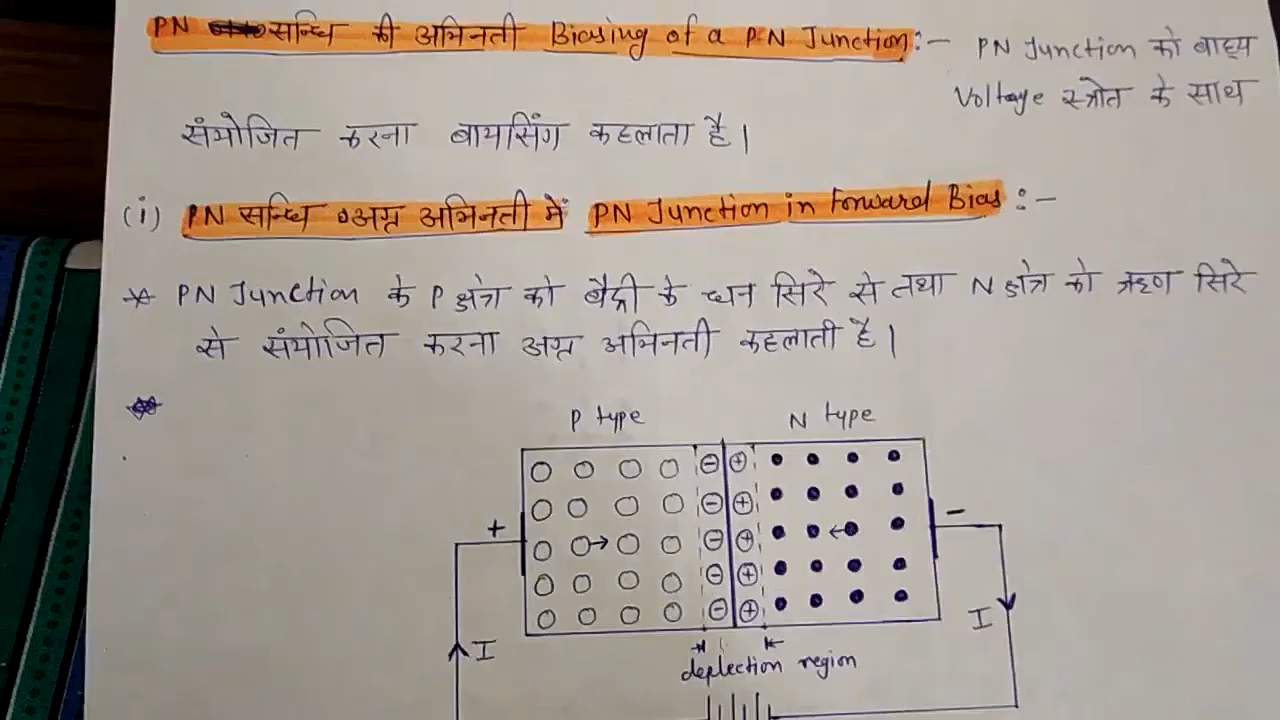 PN सन्धि की अभिनती Biasing of a PN Junction:- PN Junction को बाह्य
Voltage स्त्रोत के साथ
संयोजित करना बायसिंग कहलाता है।
(i) PN सन्धि अग्र अभिनती में PN Junction in Forward Bias :-
* PN Junction के P क्षेत्र को बैट्री के धन सिरे से तथा N क्षेत्र को ऋण सिरे
से संयोजित करना अग्र अभिनती कहलाती है।
P type N type
+ -
I I
deplection region